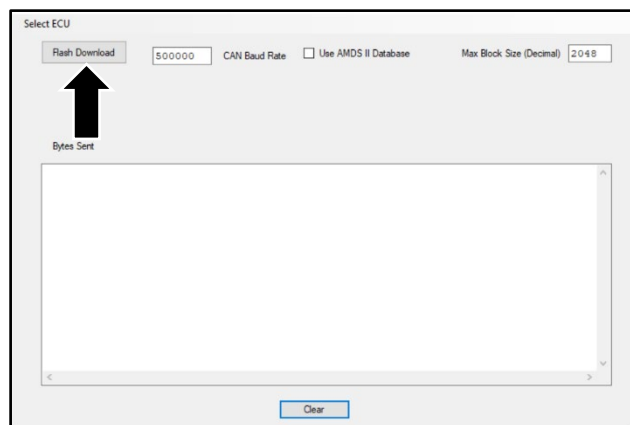 Select ECU
Flash Download 500000 CAN Baud Rate Use AMDS II Database Max Block Size (Decimal) 2048
Bytes Sent
Clear